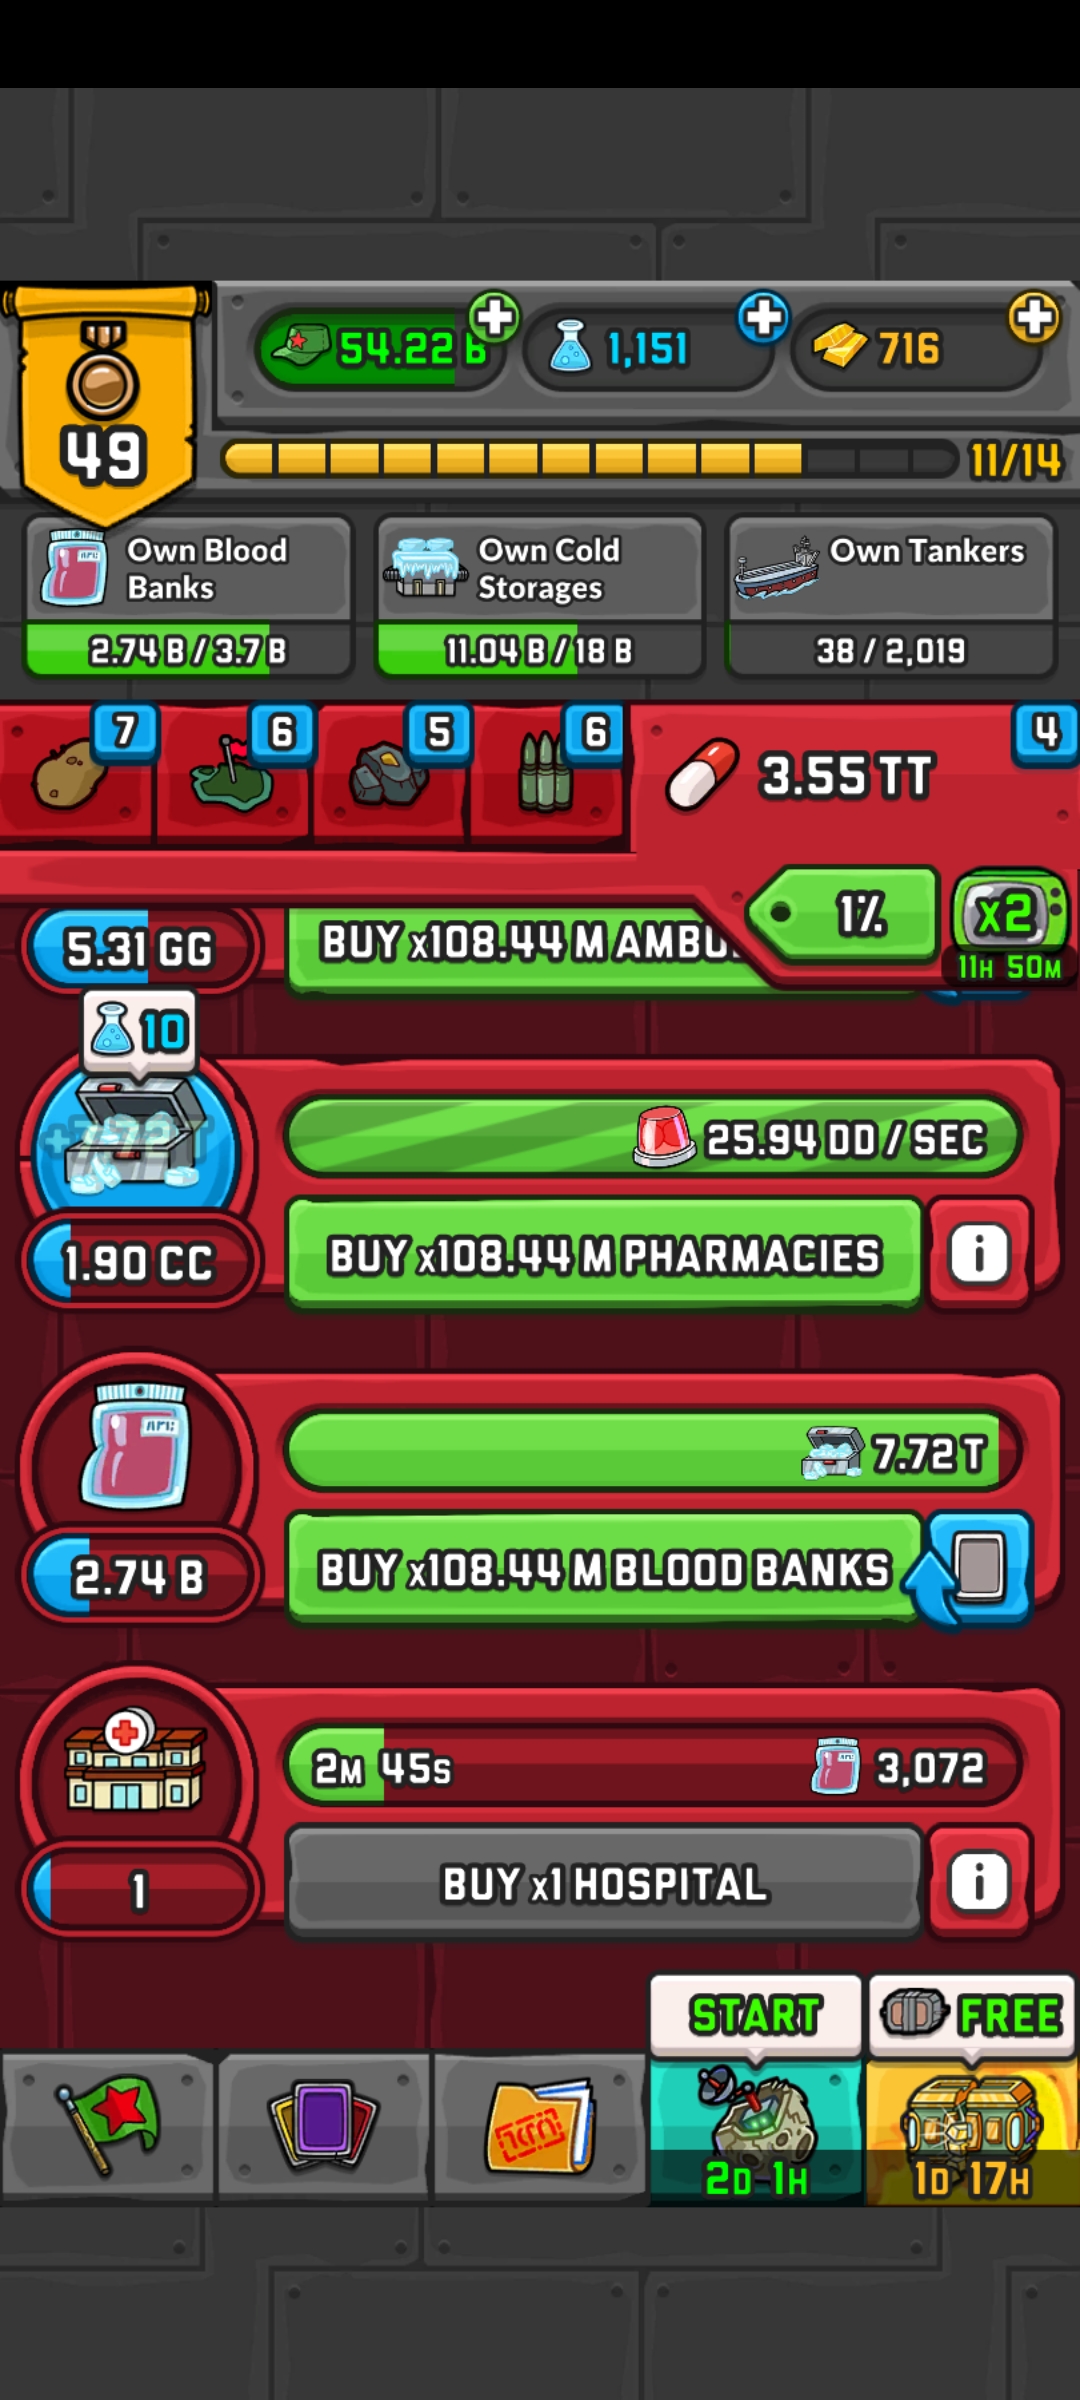 49
54.22 B
1,151
716
11/14
Own Blood
Banks
2.74 B / 3.7 B
Own Cold
Storages
11.04 B / 18 B
Own Tankers
38 / 2,019
7
6
5
6
4
3.55 TT
1%
x2
11H 50M
5.31 GG
BUY x108.44 M AMBU
10
25.94 DD / SEC
1.90 CC
BUY x108.44 M PHARMACIES
i
7.72 T
2.74 B
BUY x108.44 M BLOOD BANKS
2M 45S
3,072
1
BUY x1 HOSPITAL
i
START
FREE
2D 1H
1D 17H